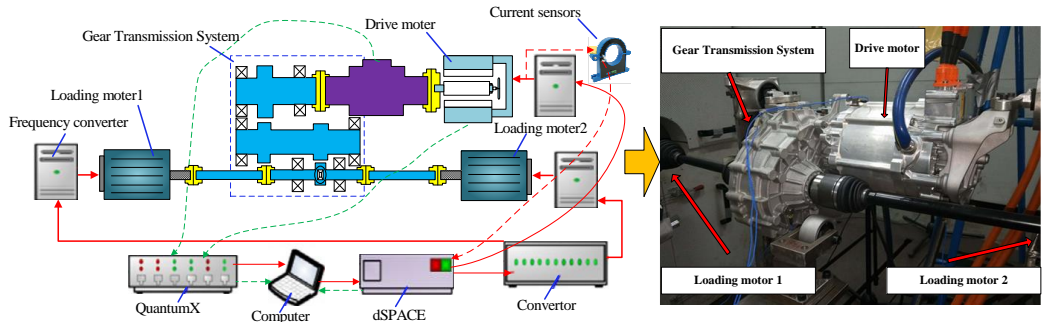 Current sensors
Drive moter
Gear Transmission System
Loading moter1
Frequency converter
Loading moter2
QuantumX
Computer
dSPACE
Convertor
Gear Transmission System
Drive motor
Loading motor 1
Loading motor 2